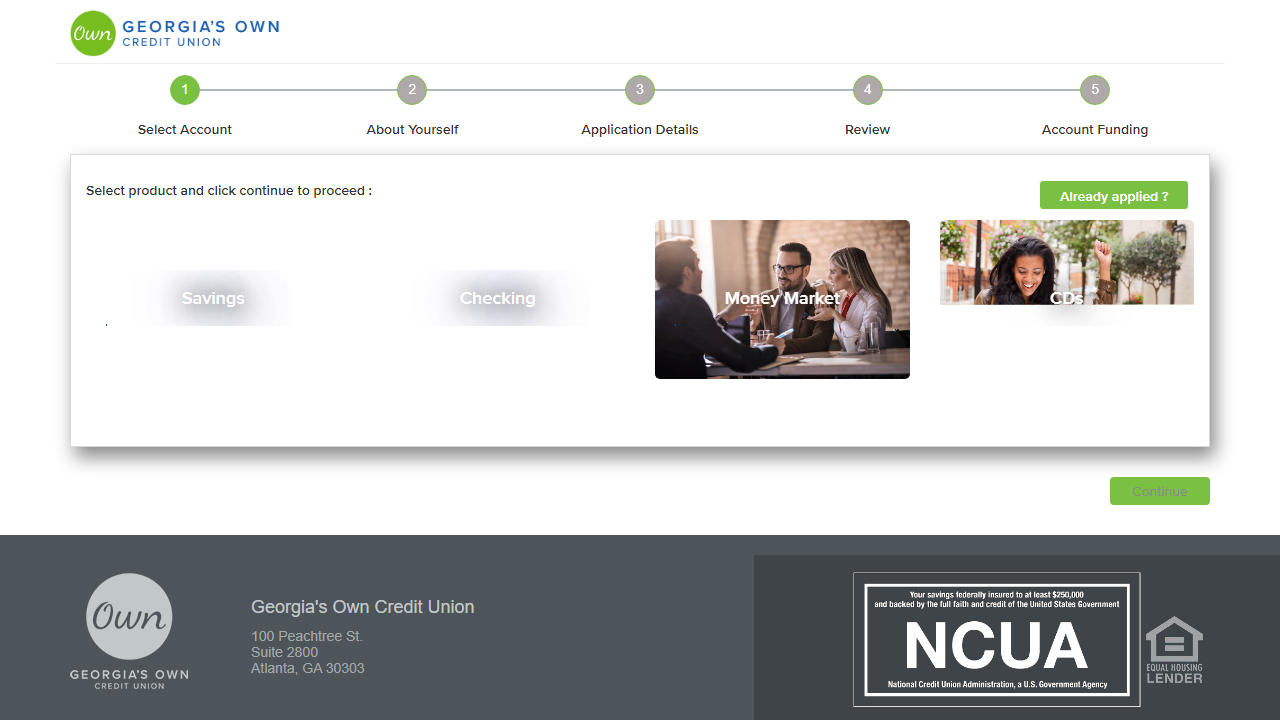 Own
GEORGIA'S OWN
CREDIT UNION
1
2
3
4
5
Select Account
About Yourself
Application Details
Review
Account Funding
Select product and click continue to proceed :
Already applied ?
Savings
Checking
Money Market
CDs
Continue
Own
GEORGIA'S OWN
CREDIT UNION
Georgia's Own Credit Union
100 Peachtree St.
Suite 2800
Atlanta, GA 30303
Your savings federally insured to at least $250,000
and backed by the full faith and credit of the United States Government
NCUA
National Credit Union Administration, a U.S. Government Agency
EQUAL HOUSING
LENDER